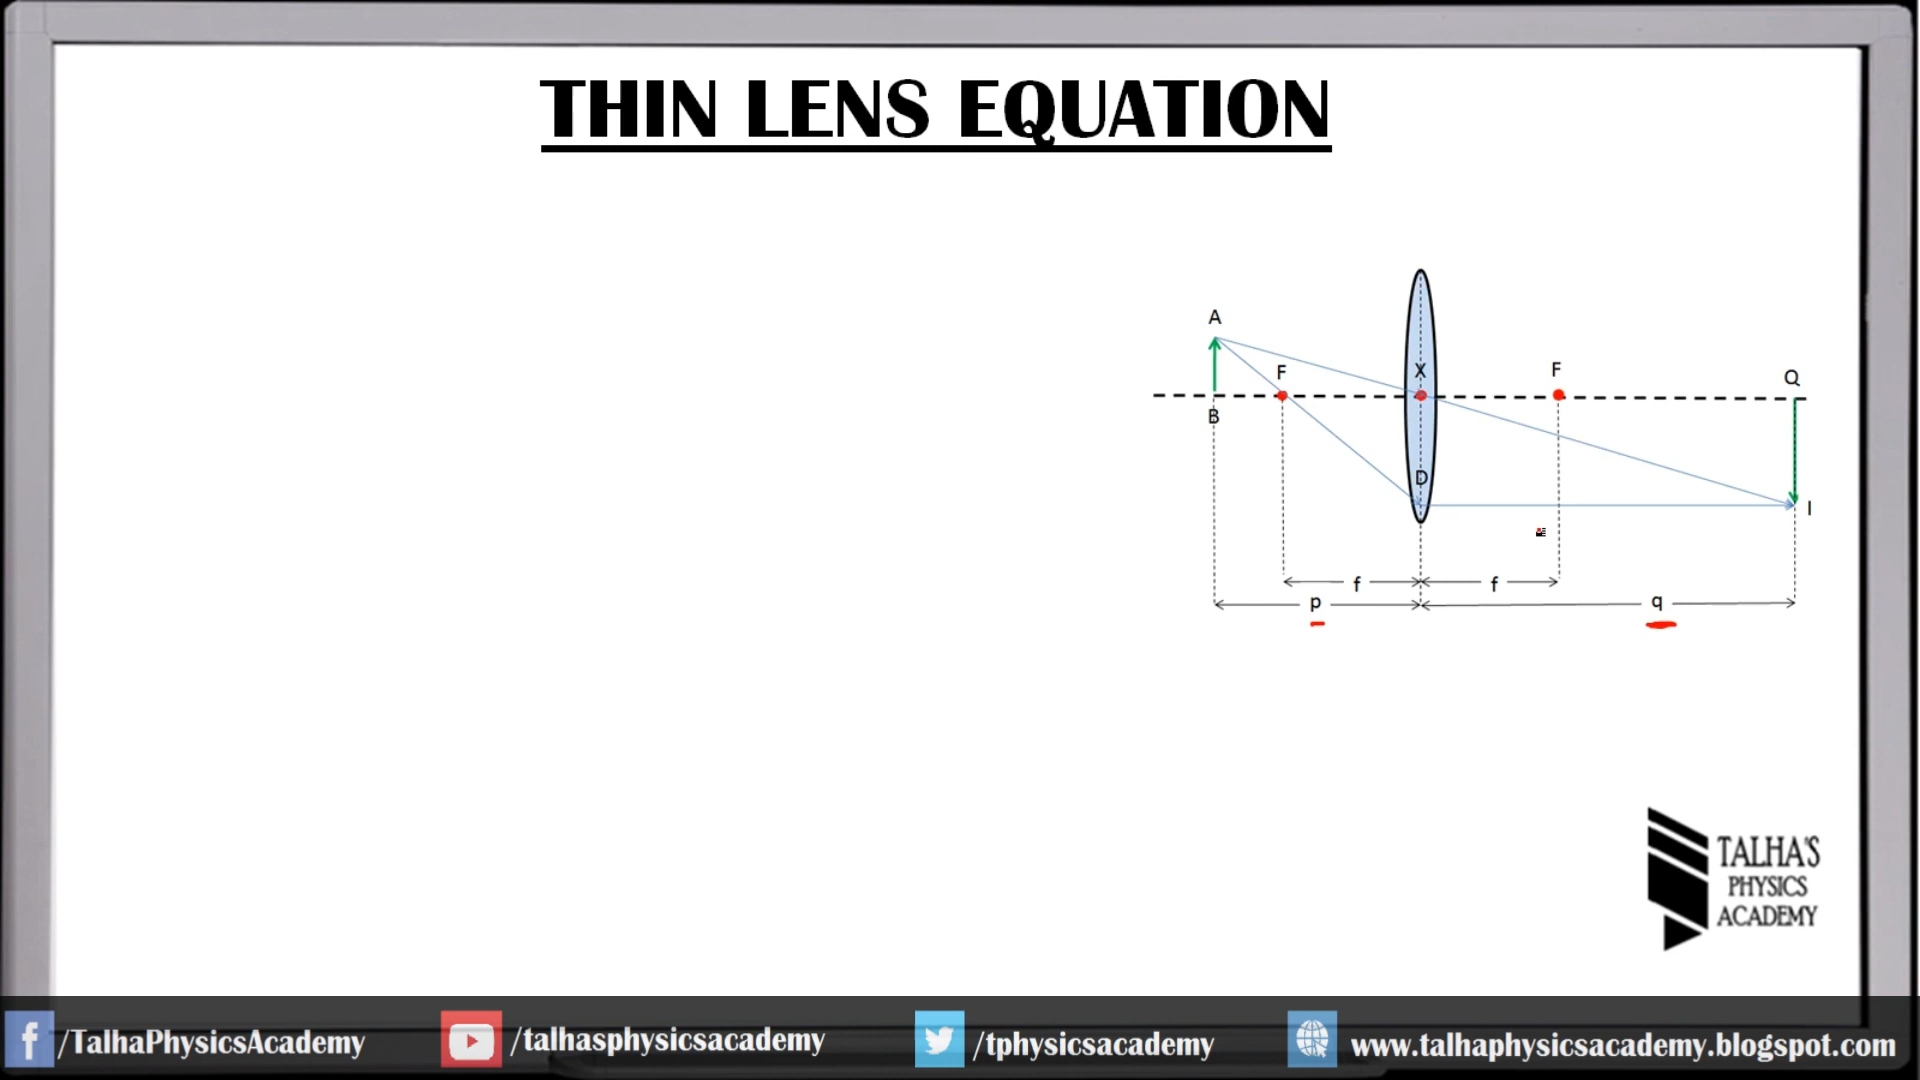 THIN LENS EQUATION
A
F
X
F
Q
B
D
I
f
f
p
q
TALHA'S
PHYSICS
ACADEMY
/TalhaPhysicsAcademy
/talhasphysicsacademy
/tphysicsacademy
www.talhaphysicsacademy.blogspot.com